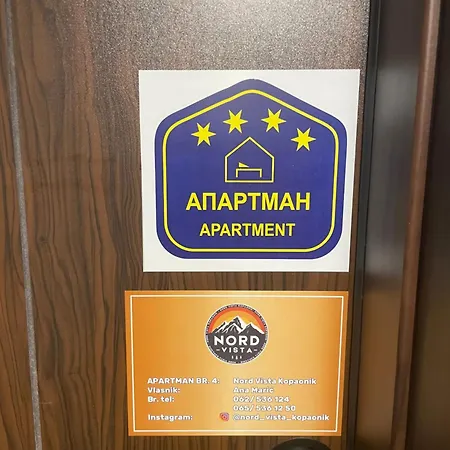 АПАРТМАН
APARTMENT
NORD
VISTA
APARTMAN BR. 4: Nord Vista Kopaonik
Vlasnik: Ana Marić
Br. tel: 062/ 536 124
065/ 536 12 50
Instagram: @nord_vista_kopaonik